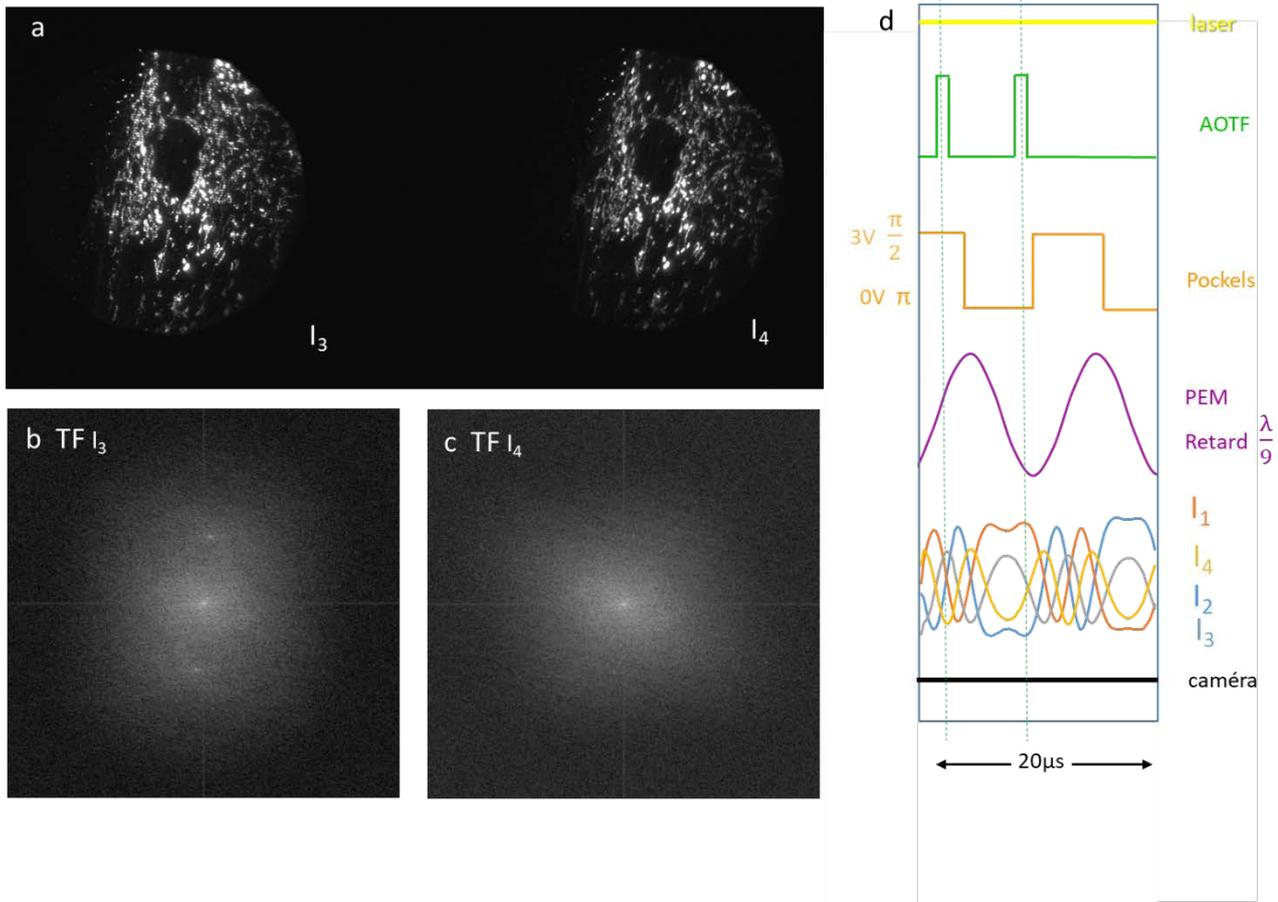 a
I3
I4
b TF I3
c TF I4
d
laser
AOTF
3V π/2
0V π
Pockels
PEM
Retard λ/9
I1
I4
I2
I3
caméra
20µs